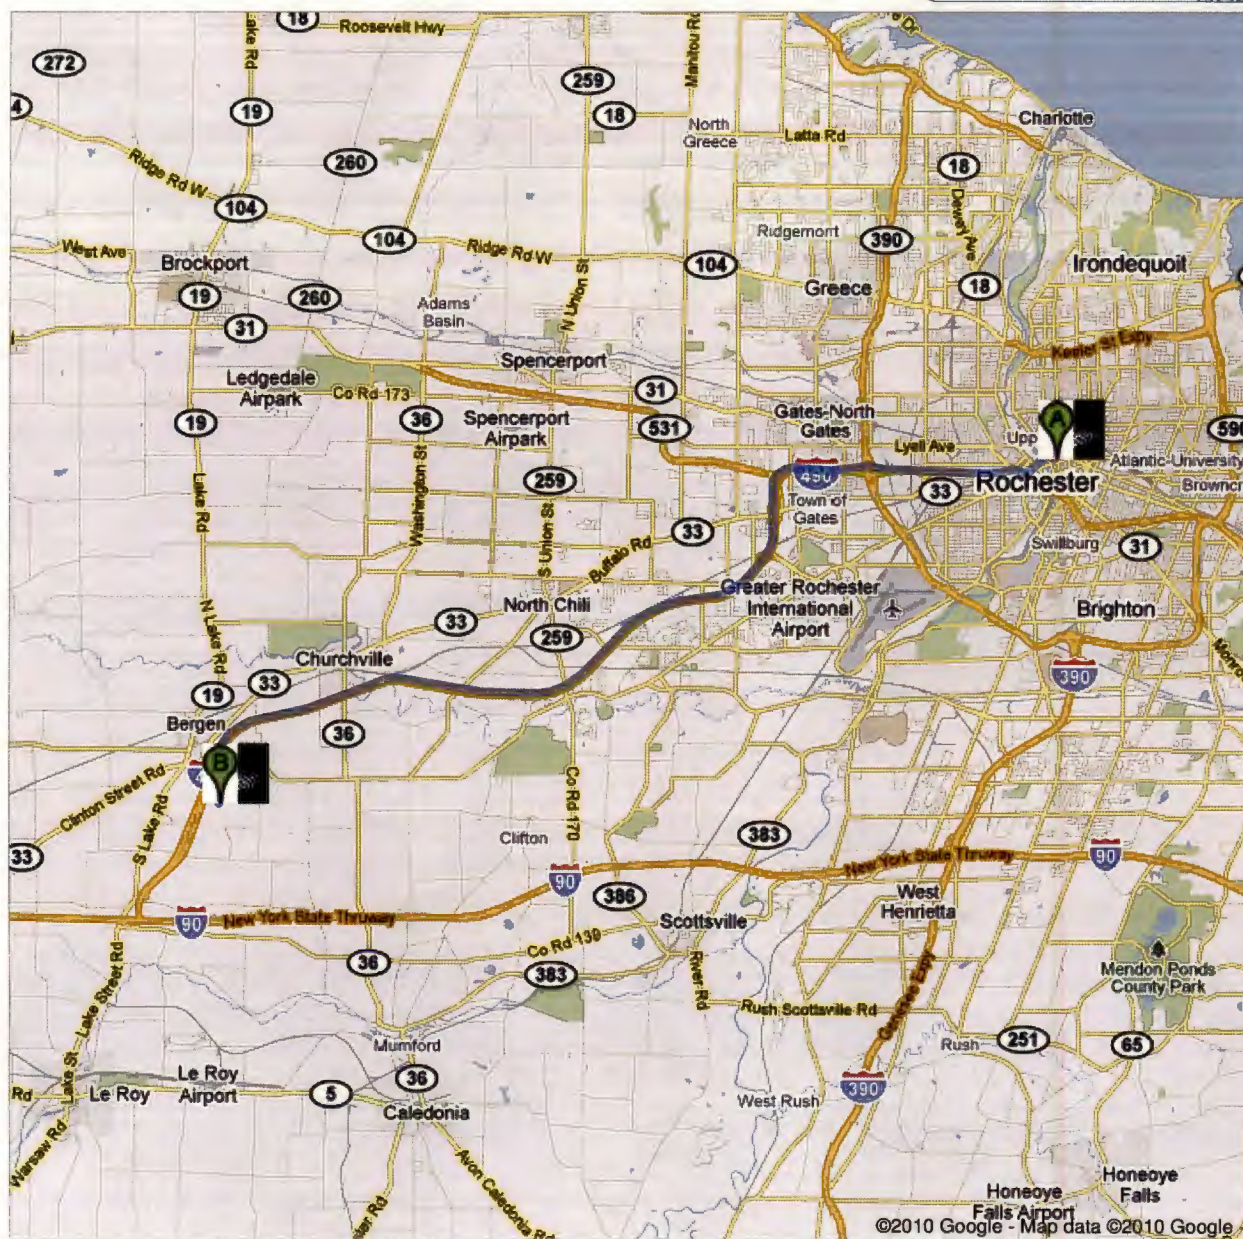 18
Roosevelt Hwy
Lake Rd
272
259
Manitou Rd
19
18
North
Greece
Latta Rd
Charlotte
260
18
Ridge Rd W
Dewey Ave
104
West Ave
104
Ridge Rd W
Ridgemont
390
104
Brockport
Irondequoit
19
260
N Union St
Greece
18
Adams
Basin
31
Keeler St Expy
Spencerport
Ledgedale
Airpark
Co Rd 173
31
Gates-North
Gates
A
19
36
Spencerport
Airpark
531
Lyell Ave
Upp
590
490
Rochester
Atlantic-University
259
33
Browncr
Lake Rd
Washington St
Town of
Gates
33
S Union St
Buffalo Rd
Swillburg
31
North Chili
Greater Rochester
International
Airport
Brighton
N Lake Rd
33
259
Churchville
33
19
390
Bergen
36
B
Clinton Street Rd
S Lake Rd
Co Rd 170
Clifton
383
33
New York State Thruway
90
90
386
West
Henrietta
90
New York State Thruway
Scottsville
Co Rd 139
36
383
River Rd
Mendon Ponds
County Park
Lake St - Lake Street Rd
Rush Scottsville Rd
Genesee Expy
Mumford
Rush
251
65
Le Roy
Airport
36
390
Rd
Le Roy
5
Caledonia
West Rush
Warsaw Rd
Avon Caledonia Rd
Honeoye
Falls
Honeoye
Falls Airport
©2010 Google - Map data ©2010 Google -